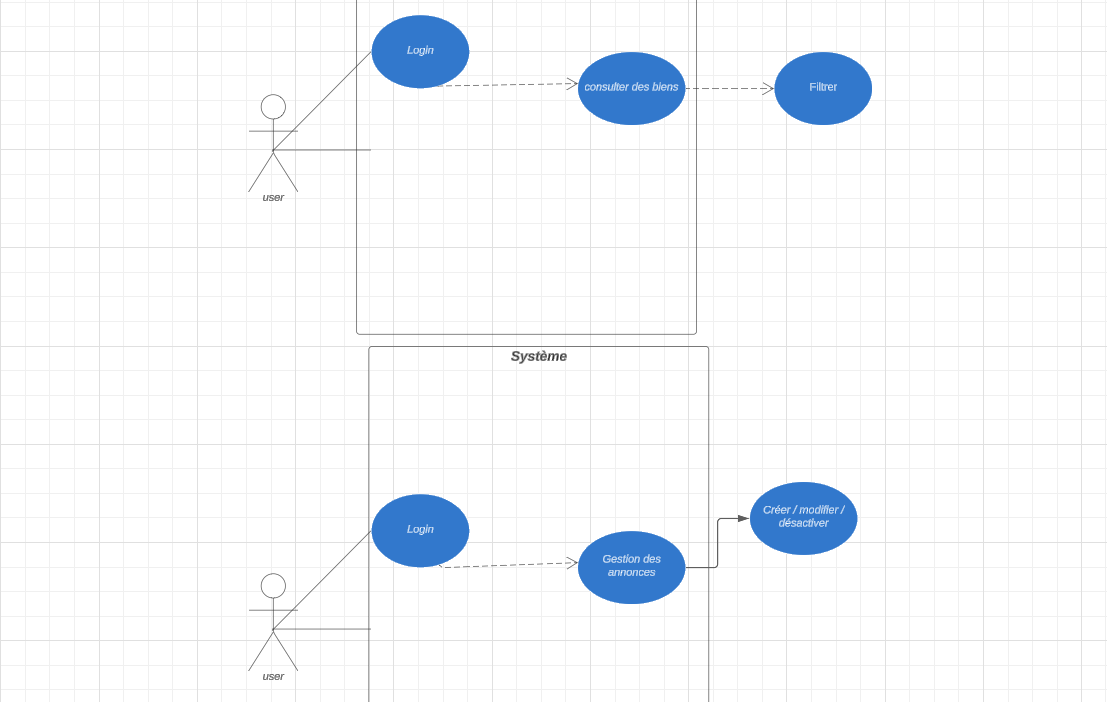 Login
consulter des biens
Filtrer
user
Système
Créer / modifier /
désactiver
Login
Gestion des
annonces
user